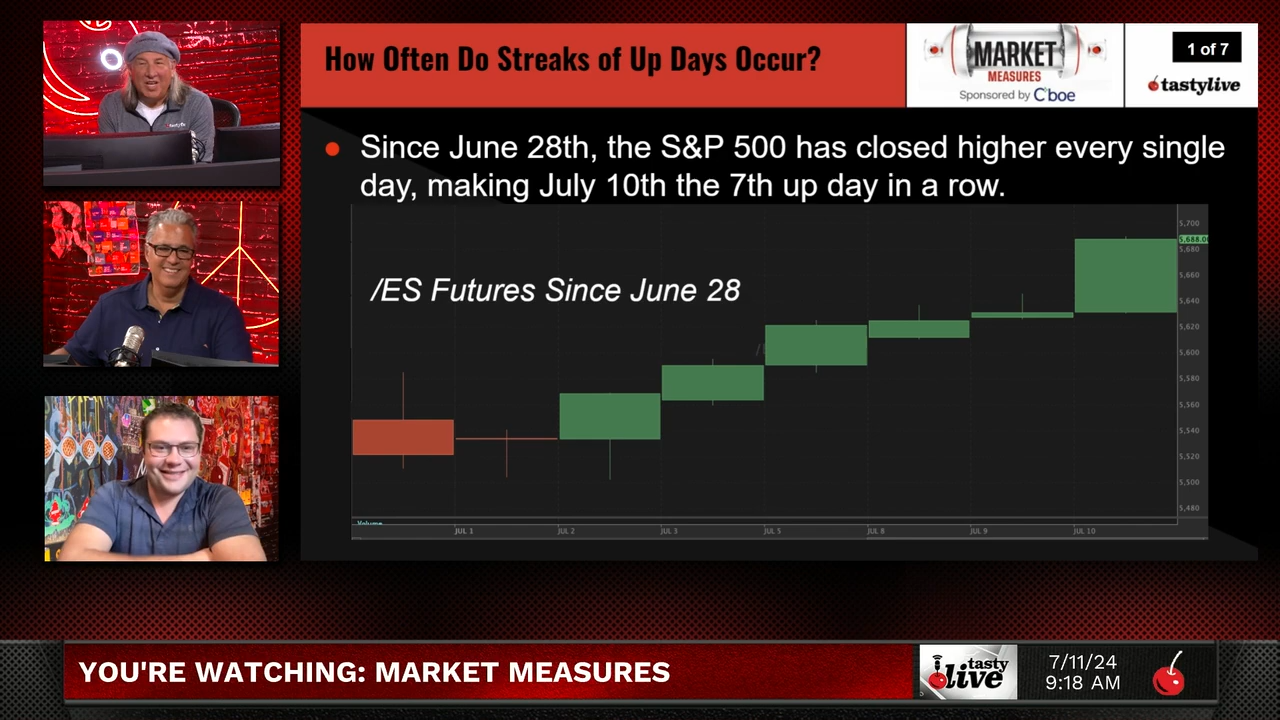 How Often Do Streaks of Up Days Occur?
MARKET
MEASURES
Sponsored by Cboe
1 of 7
tastylive
Since June 28th, the S&P 500 has closed higher every single
day, making July 10th the 7th up day in a row.
/ES Futures Since June 28
5,700
5,688.0
5,680
5,660
5,640
5,620
5,600
5,580
5,560
5,540
5,520
5,500
5,480
Volume
JUL 1
JUL 2
JUL 3
JUL 5
JUL 8
JUL 9
JUL 10
YOU'RE WATCHING: MARKET MEASURES
tasty
live
7/11/24
9:18 AM